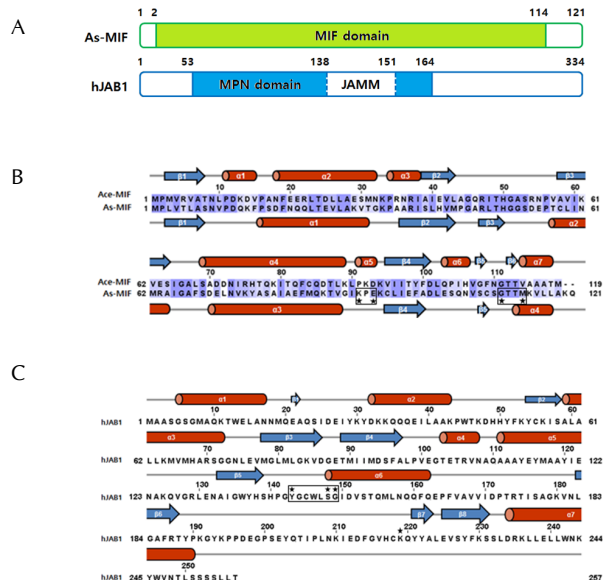 A
1 2 114 121
As-MIF MIF domain
1 53 138 151 164 334
hJAB1 MPN domain JAMM
B
β1 α1 α2 α3 β2 β3
10 20 30 40 50 60
Ace-MIF 1 MPMVRVATNLPDKDVPANFEERLTDLLAESMNKPRNRIAIEVLAGQRITHGASRNPVAVIK 61
As-MIF 1 MPLVTLASNVPDQKFPSDFNQQLTEVLAKVTGKPAARISLHVMPGARLTHGGSDEPTCLIN 61
β1 α1 β2 β3 α2
α4 α5 β4 α6 β5 α7
70 80 90 100 110
Ace-MIF 62 VESIGALSADDNIRHTQKITQFCQDTLKLPKDKVIITYFDLQPIHVGFNGTTVAAATM-- 119
As-MIF 62 MRAIGAFSDELNVKYASAIAEFMQKTVGIKPEKCLIEFADLESQNVSCSGTTMKVLLAKQ 121
α3 β4 β5 α4
C
α1 α2 β2
10 20 30 40 50 60
hJAB1 1 MAASGSGMAQKTWELANNMQEAQSIDEIYKYDKKQQQEILAAKPWTKDHHYFKYCKISALA 61
α3 β3 β4 α4 α5
70 80 90 100 110 120
hJAB1 62 LLKMVMHARSGGNLEVMGLMLGKVDGETMIIMDSFALPVEGTETRVNAQAAAYEYMAAYIE 122
β5 α6
130 140 150 160 170 180
hJAB1 123 NAKQVGRLENAIGWYHSHPGYGCWLSGIDVSTQMLNQQFQEPFVAVVIDPTRTISAGKVNL 183
β6 β7 β8 α7
190 200 210 220 230 240
hJAB1 184 GAFRTYPKGYKPPDEGPSEYQTIPLNKIEDFGVHCKQYYALEVSYFKSSLDRKLLELLWNK 244
250
hJAB1 245 YWVNTLSSSSLLT 257